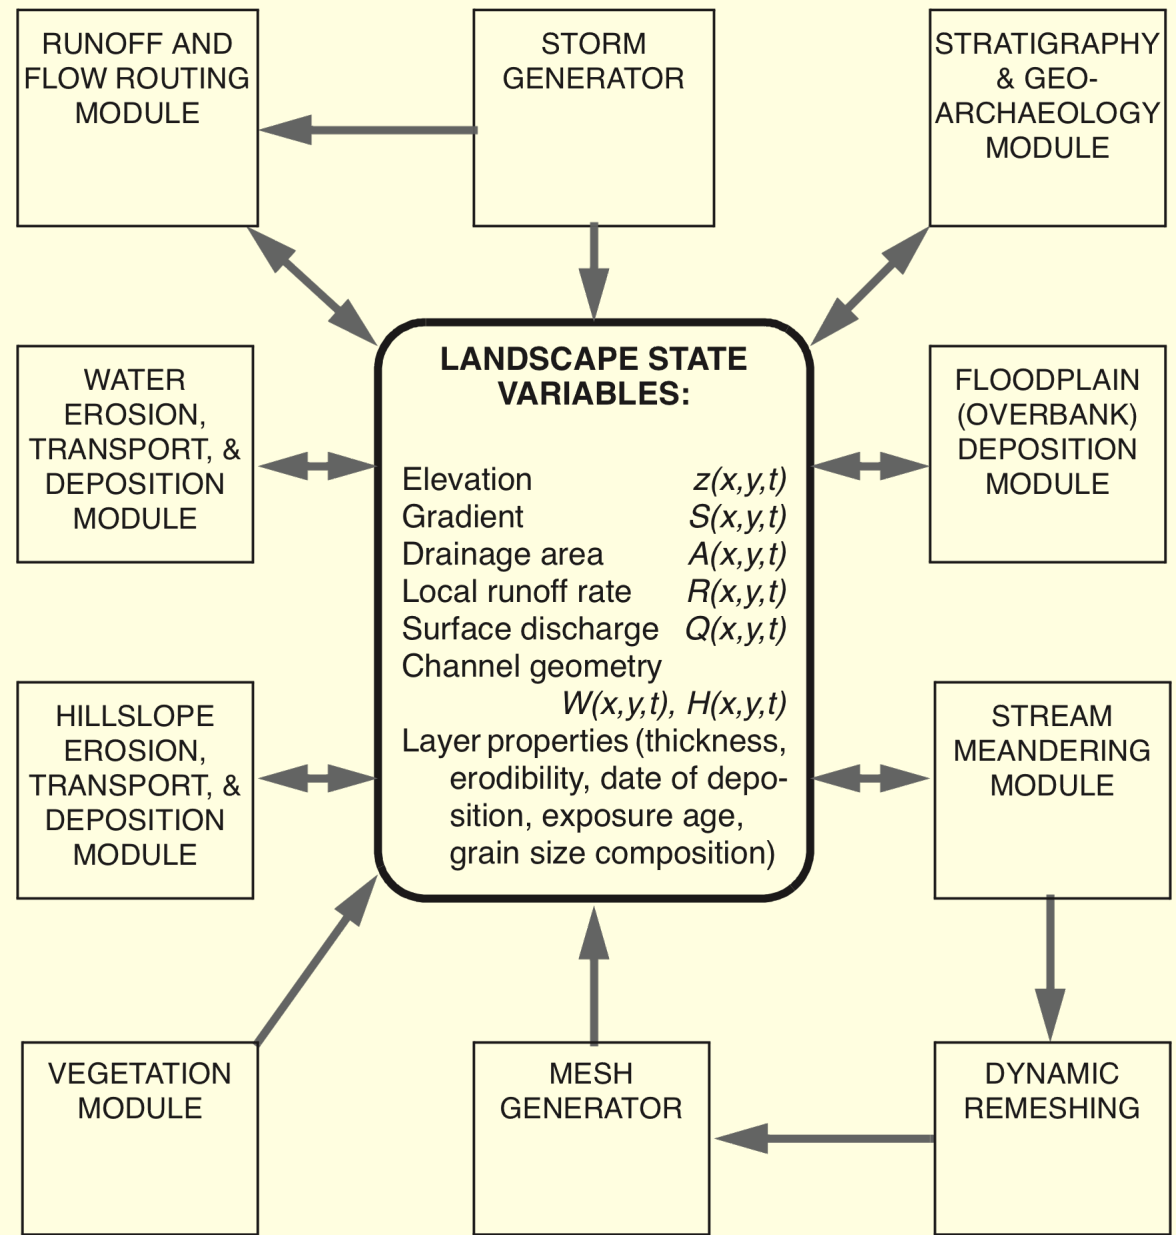 RUNOFF AND
FLOW ROUTING
MODULE
STORM
GENERATOR
STRATIGRAPHY
& GEO-
ARCHAEOLOGY
MODULE
WATER
EROSION,
TRANSPORT, &
DEPOSITION
MODULE
LANDSCAPE STATE
VARIABLES:
Elevation z(x,y,t)
Gradient S(x,y,t)
Drainage area A(x,y,t)
Local runoff rate R(x,y,t)
Surface discharge Q(x,y,t)
Channel geometry
W(x,y,t), H(x,y,t)
Layer properties (thickness,
erodibility, date of depo-
sition, exposure age,
grain size composition)
FLOODPLAIN
(OVERBANK)
DEPOSITION
MODULE
HILLSLOPE
EROSION,
TRANSPORT, &
DEPOSITION
MODULE
STREAM
MEANDERING
MODULE
VEGETATION
MODULE
MESH
GENERATOR
DYNAMIC
REMESHING